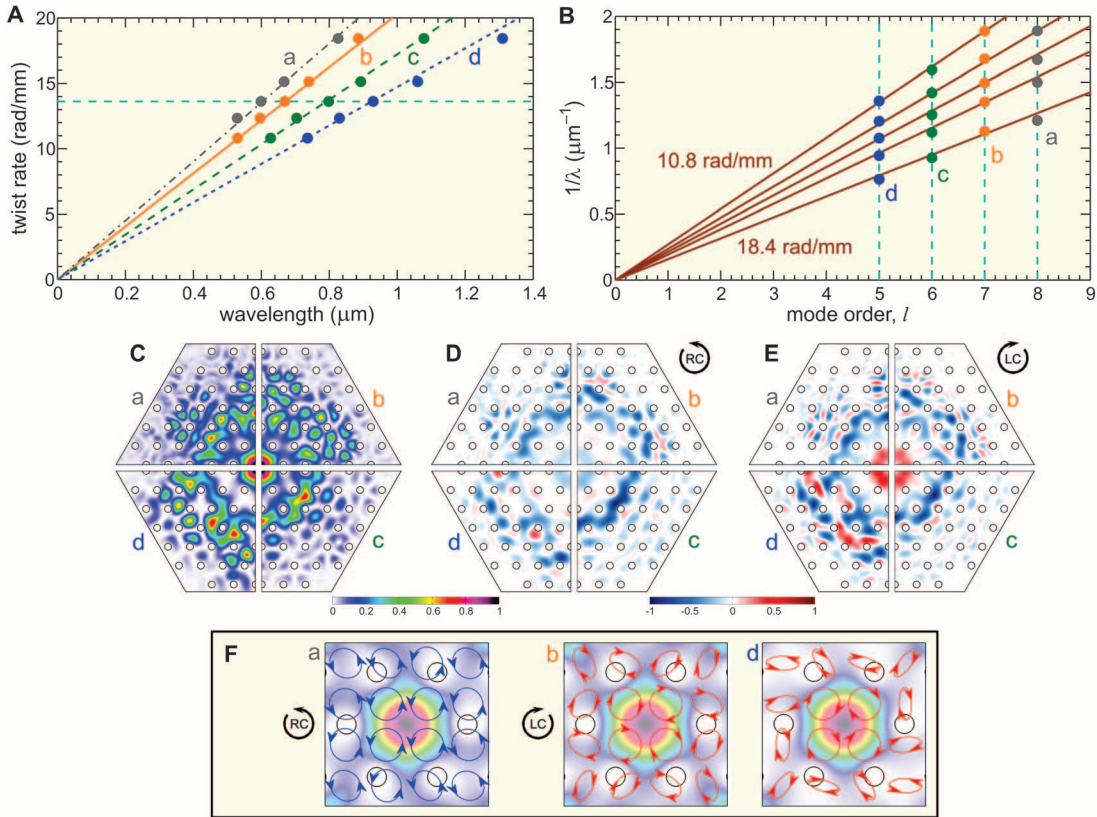 A
20
15
10
5
0
twist rate (rad/mm)
a
b
c
d
0
0.2
0.4
0.6
0.8
1
1.2
1.4
wavelength (μm)
B
2
1.5
1
0.5
0
1/λ (μm⁻¹)
10.8 rad/mm
18.4 rad/mm
d
c
b
a
0
1
2
3
4
5
6
7
8
9
mode order, l
C
a
b
d
c
0
0.2
0.4
0.6
0.8
1
D
RC
a
b
d
c
E
LC
a
b
d
c
-1
-0.5
0
0.5
1
F
a
RC
b
LC
d